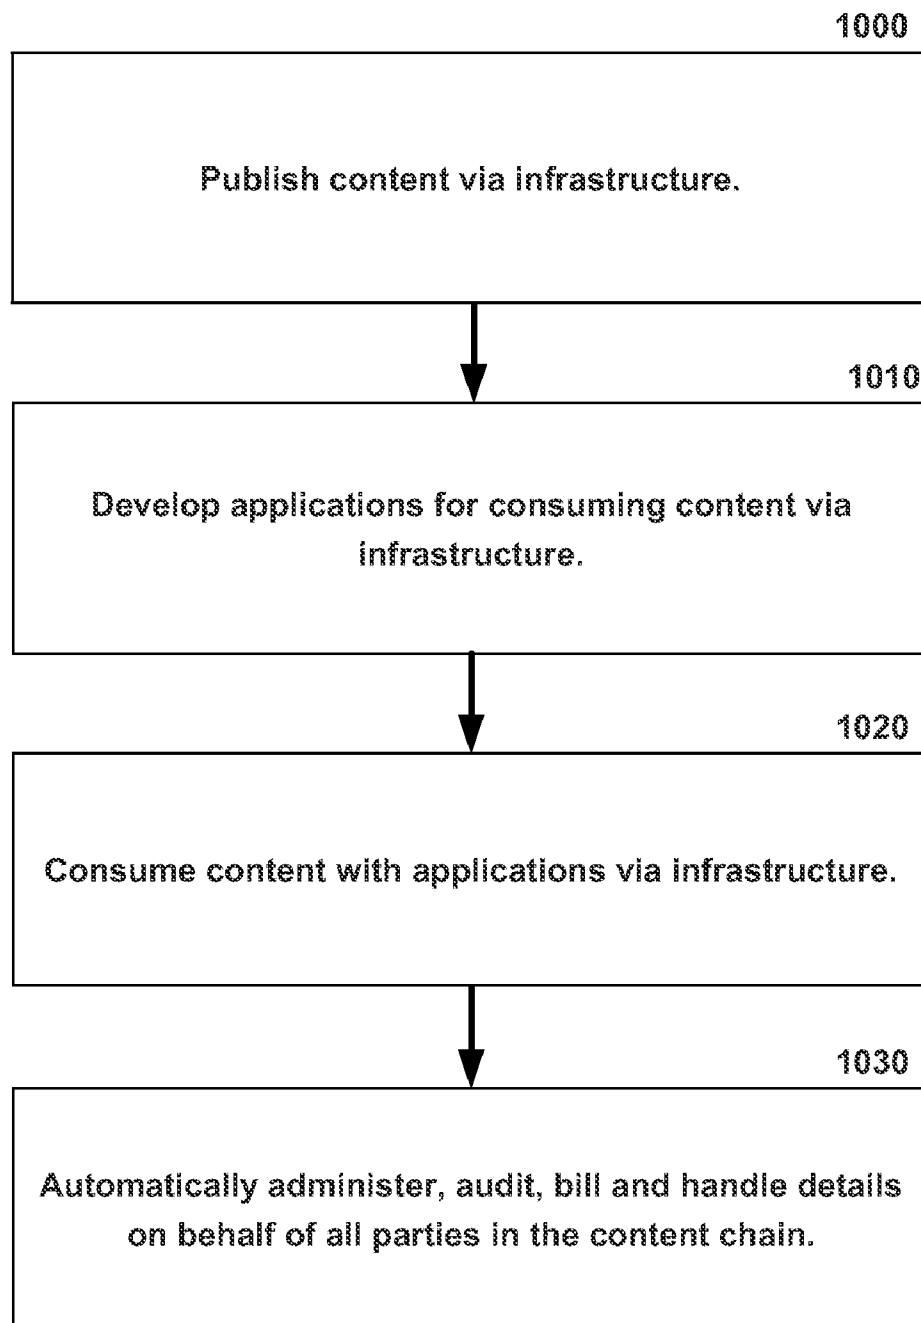 1000
Publish content via infrastructure.
1010
Develop applications for consuming content via
infrastructure.
1020
Consume content with applications via infrastructure.
1030
Automatically administer, audit, bill and handle details
on behalf of all parties in the content chain.